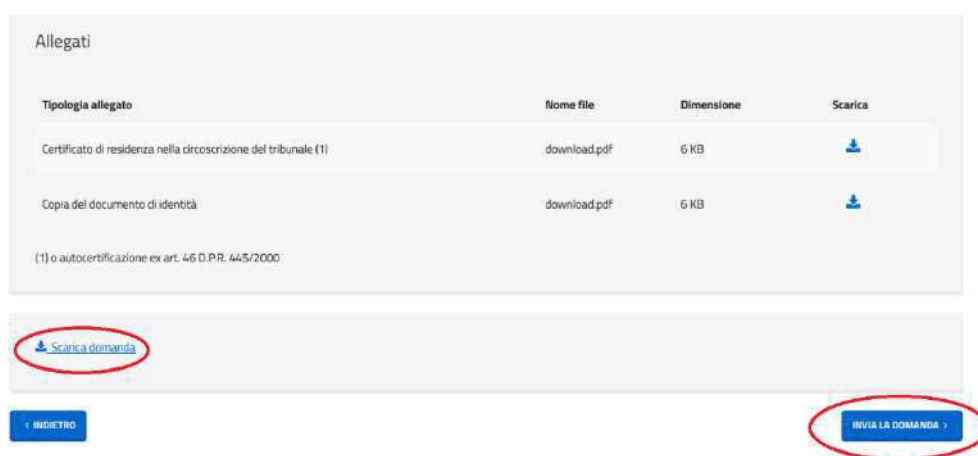 Allegati
Tipologia allegato Nome file Dimensione Scarica
Certificato di residenza nella circoscrizione del tribunale (1) download.pdf 6 KB
Copia del documento di identità download.pdf 6 KB
(1) o autocertificazione ex art. 46 D.P.R. 445/2000
Scarica domanda
< INDIETRO INVIA LA DOMANDA >